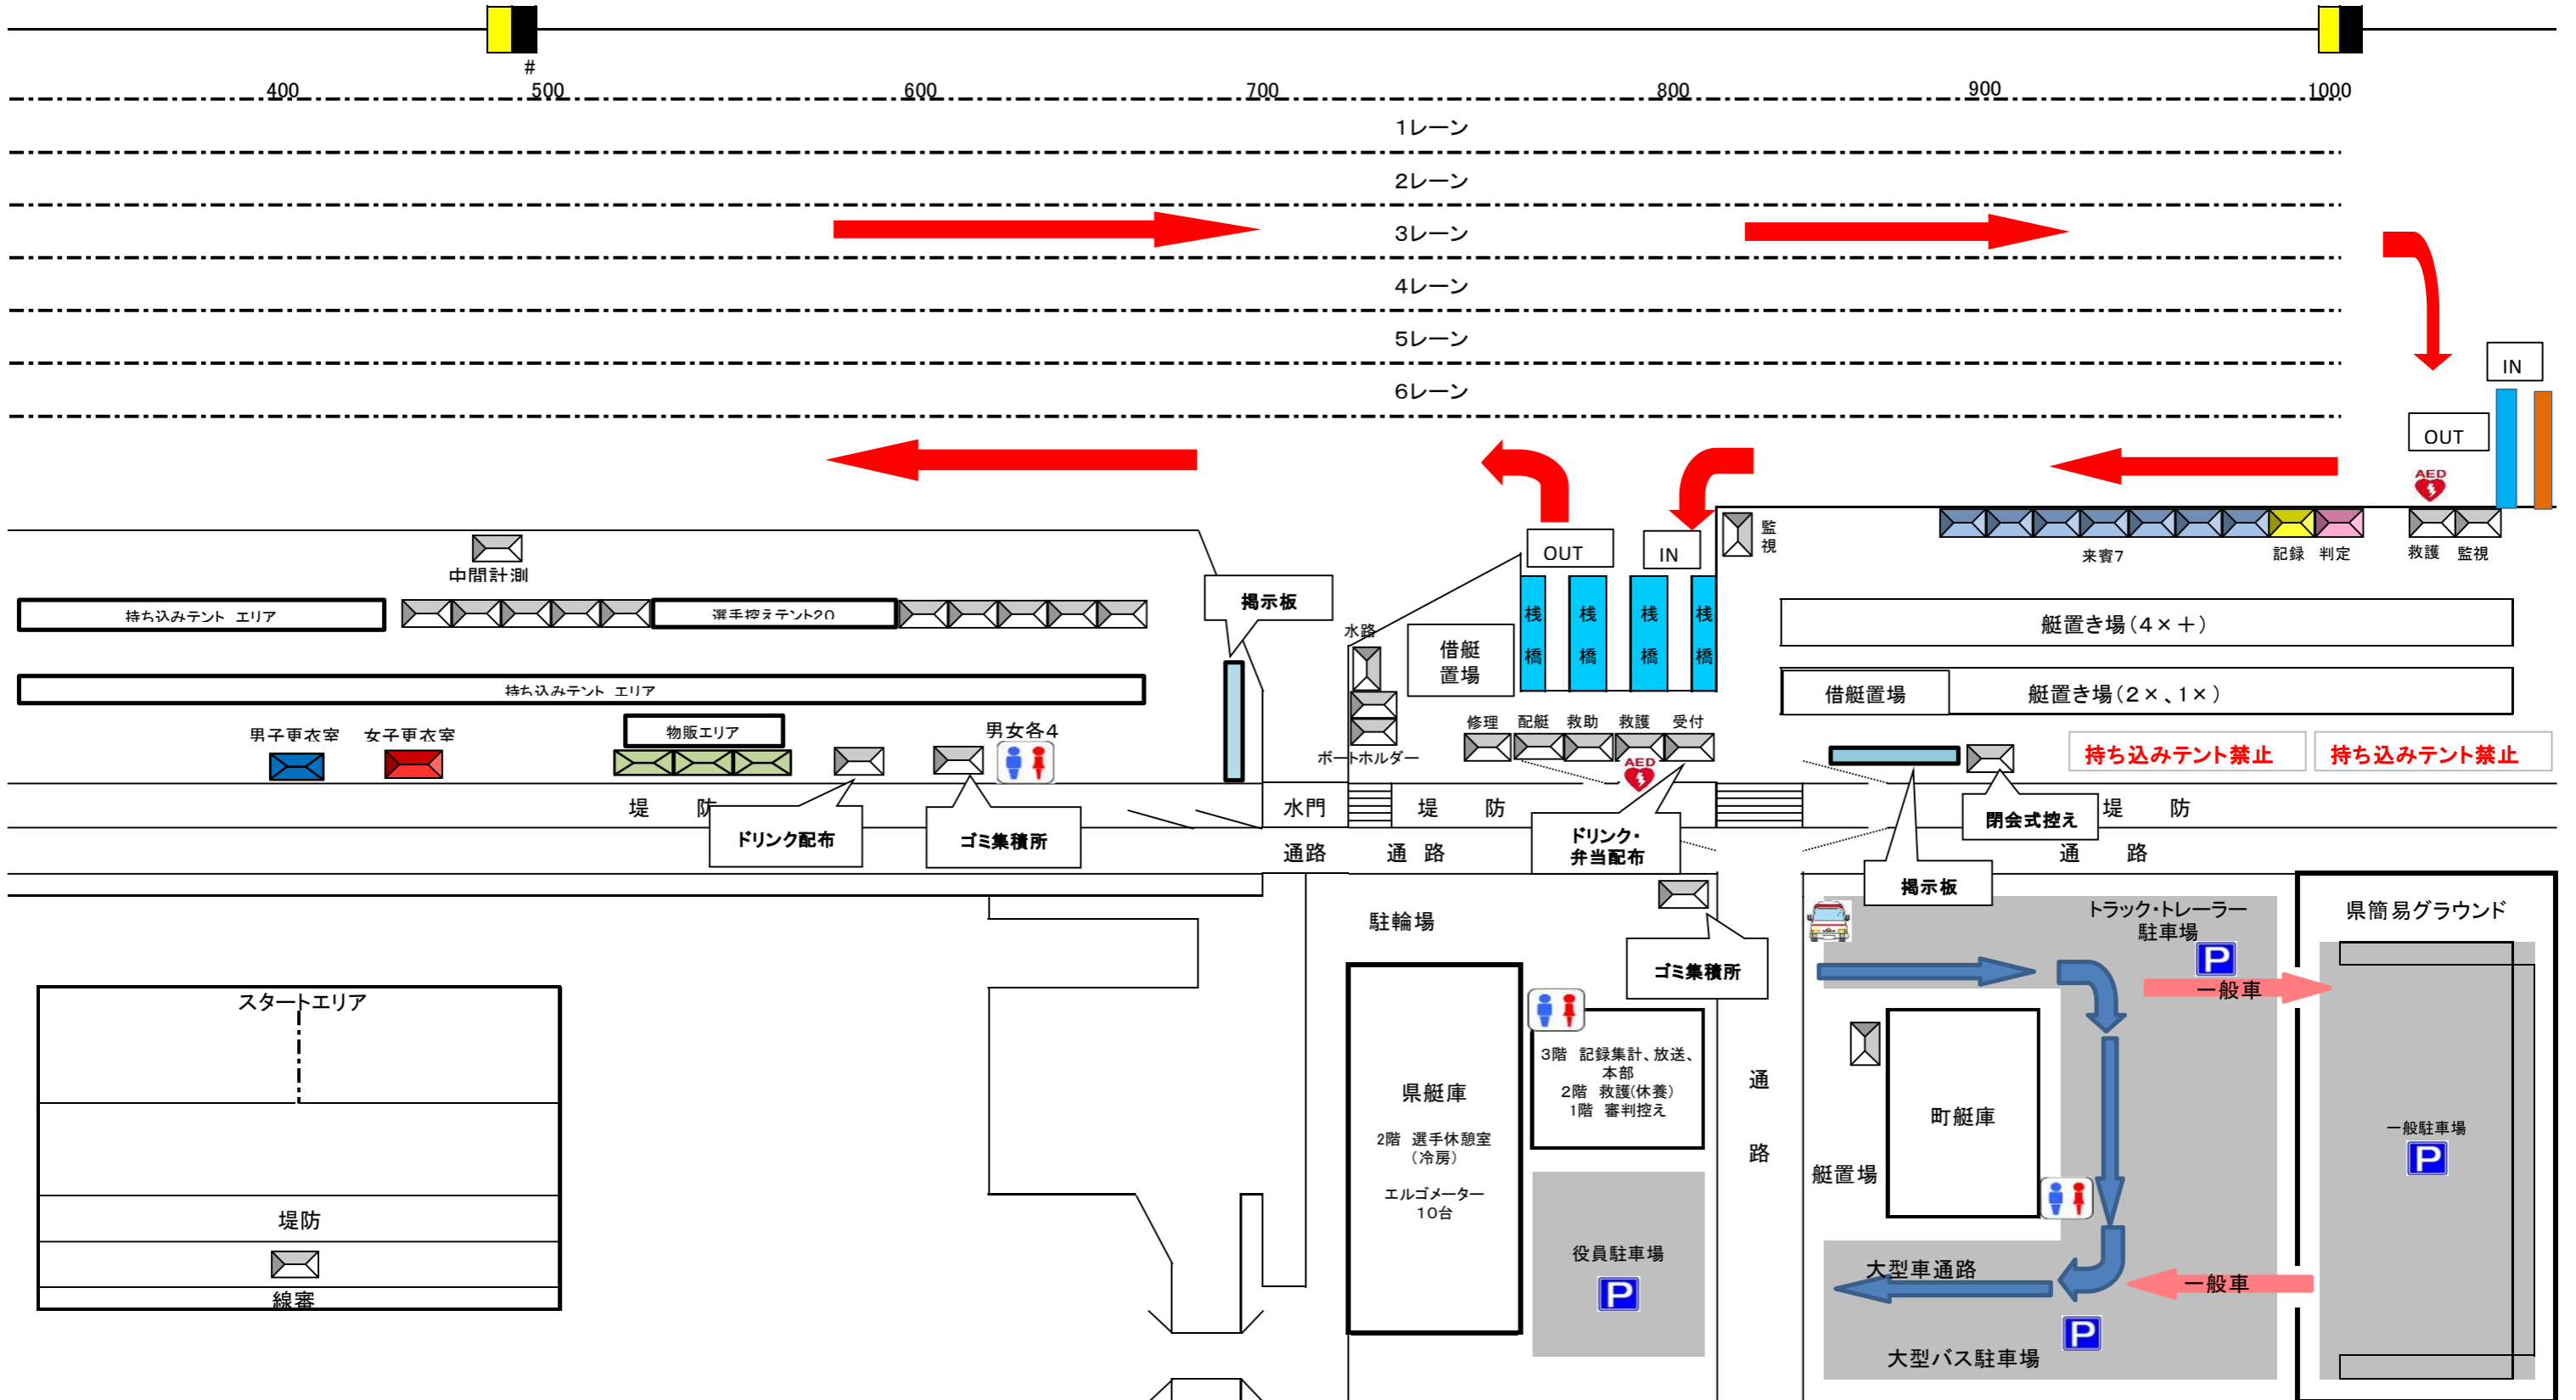 #
400 500 600 700 800 900 1000
1レーン
2レーン
3レーン
4レーン
5レーン
6レーン
IN
OUT
AED
OUT
IN
監視
中間計測
来賓7
記録
判定
救護
監視
掲示板
持ち込みテント エリア
選手控えテント20
水路
借艇
置場
桟橋
桟橋
桟橋
桟橋
艇置き場(4×+)
持ち込みテント エリア
借艇置場
艇置き場(2×、1×)
男子更衣室
女子更衣室
物販エリア
男女各4
ボートホルダー
修理
配艇
救助
救護
受付
AED
持ち込みテント禁止
持ち込みテント禁止
堤 防
水門
堤 防
堤 防
ドリンク配布
ゴミ集積所
ドリンク・
弁当配布
閉会式控え
通路
通 路
通 路
掲示板
駐輪場
ゴミ集積所
トラック・トレーラー
駐車場
P
一般車
県簡易グラウンド
スタートエリア
3階 記録集計、放送、
本部
2階 救護(休養)
1階 審判控え
県艇庫
2階 選手休憩室
(冷房)
エルゴメーター
10台
通路
町艇庫
艇置場
一般駐車場
P
堤防
線審
役員駐車場
P
大型車通路
一般車
P
大型バス駐車場